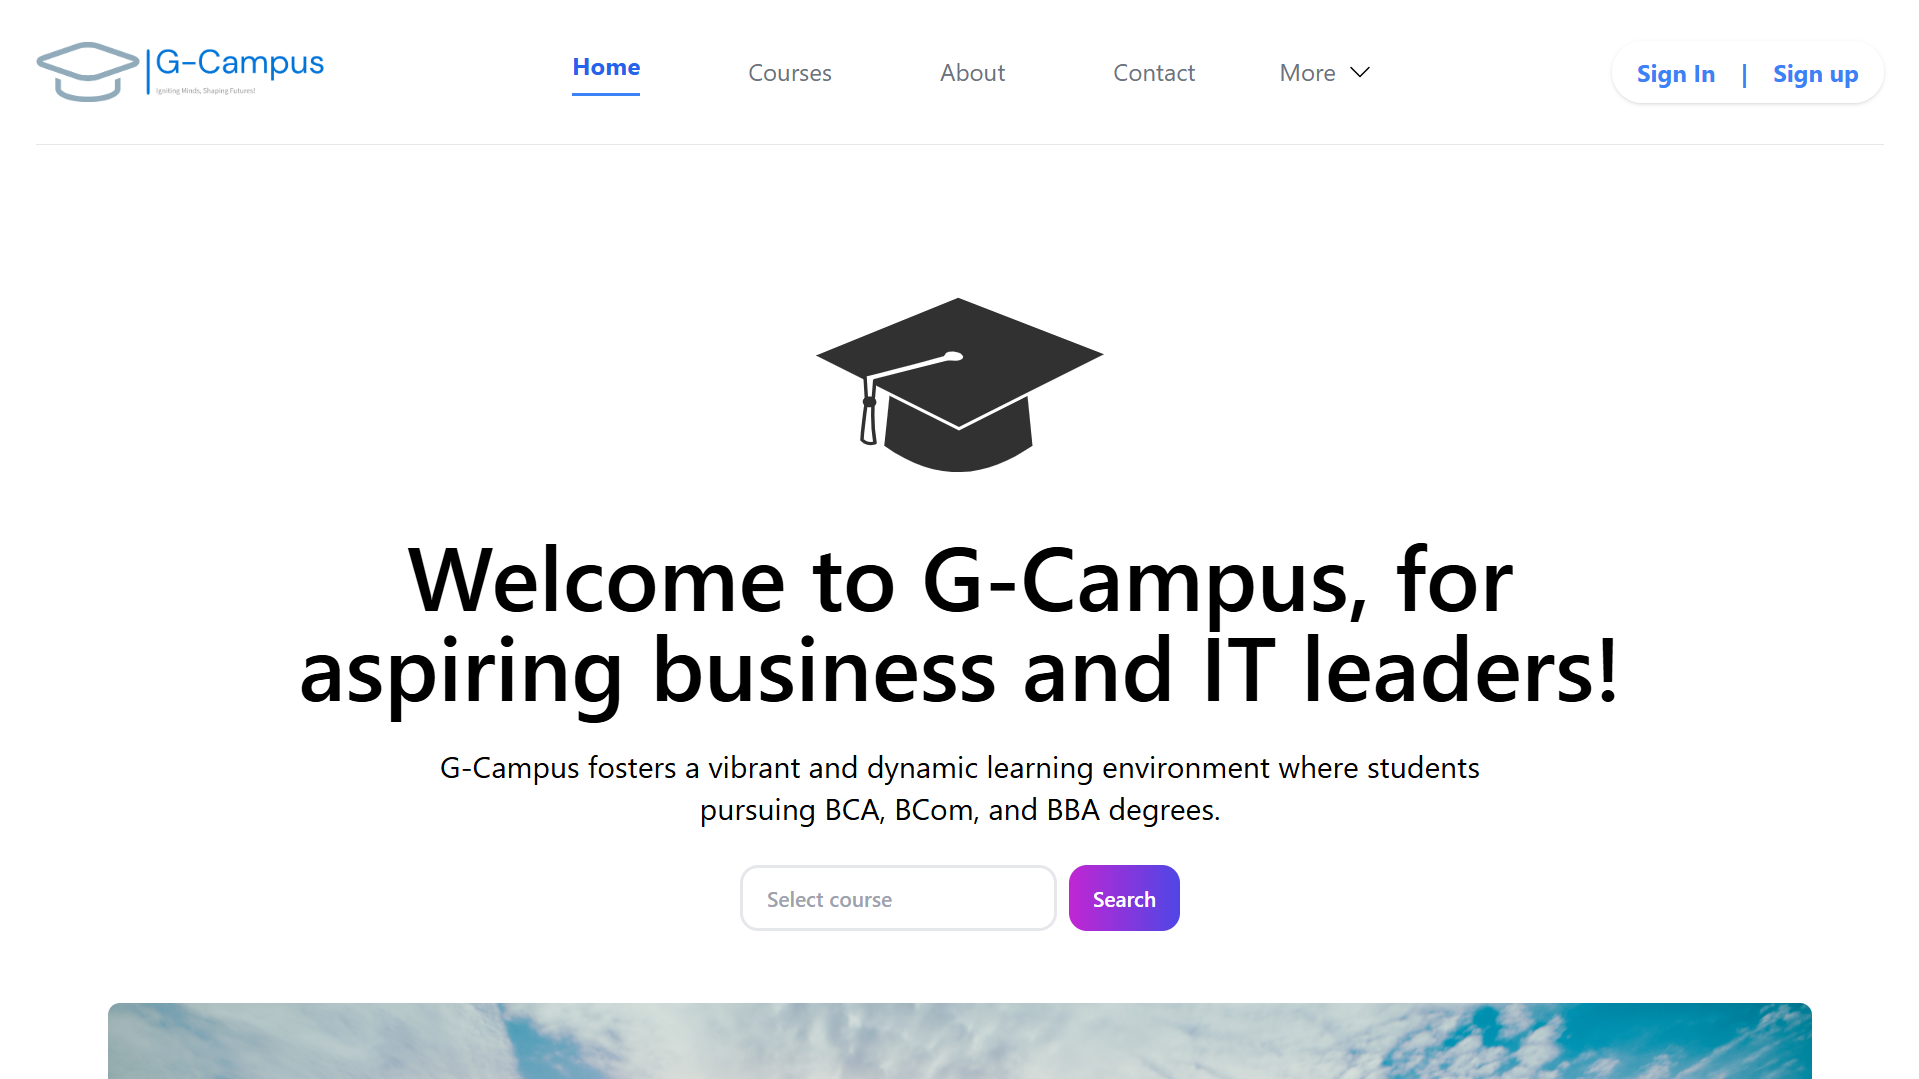 G-Campus
Igniting Minds, Shaping Futures!
Home
Courses
About
Contact
More
Sign In | Sign up
Welcome to G-Campus, for
aspiring business and IT leaders!
G-Campus fosters a vibrant and dynamic learning environment where students
pursuing BCA, BCom, and BBA degrees.
Select course
Search